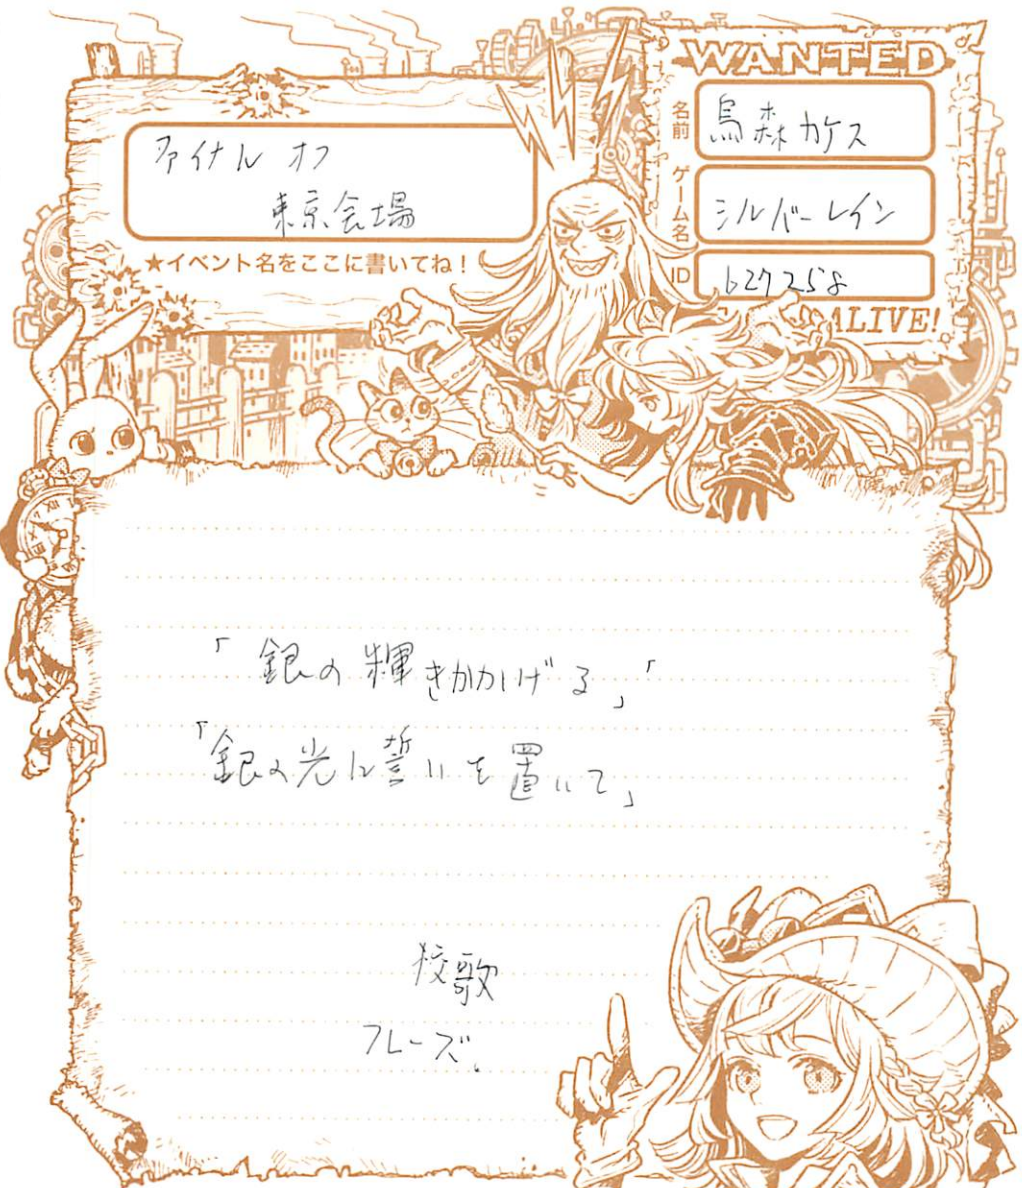 WANTED
ファイナル オフ
東京会場
★イベント名をここに書いてね！
名前
烏森カケス
ゲーム名
シルバーレイン
ID
b27258
ALIVE!
「銀の輝きかかげる」「
「銀の光に誓いを置いて」
校歌
フレーズ。